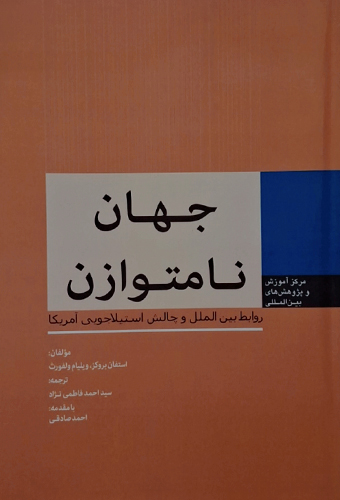 جهان
نامتوازن
مرکز آموزش
و پژوهش‌های
بین‌المللی
روابط بین الملل و چالش استیلاجویی آمریکا
مؤلفان:
استفان بروکز، ویلیام ولفورث
ترجمه:
سید احمد فاطمی نژاد
با مقدمه:
احمد صادقی